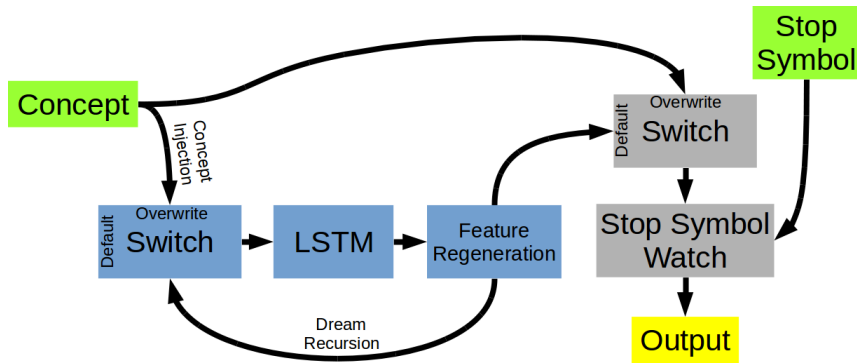 Stop
Symbol
Concept
Concept
Injection
Overwrite
Default
Switch
Overwrite
Default
Switch
LSTM
Feature
Regeneration
Stop Symbol
Watch
Dream
Recursion
Output